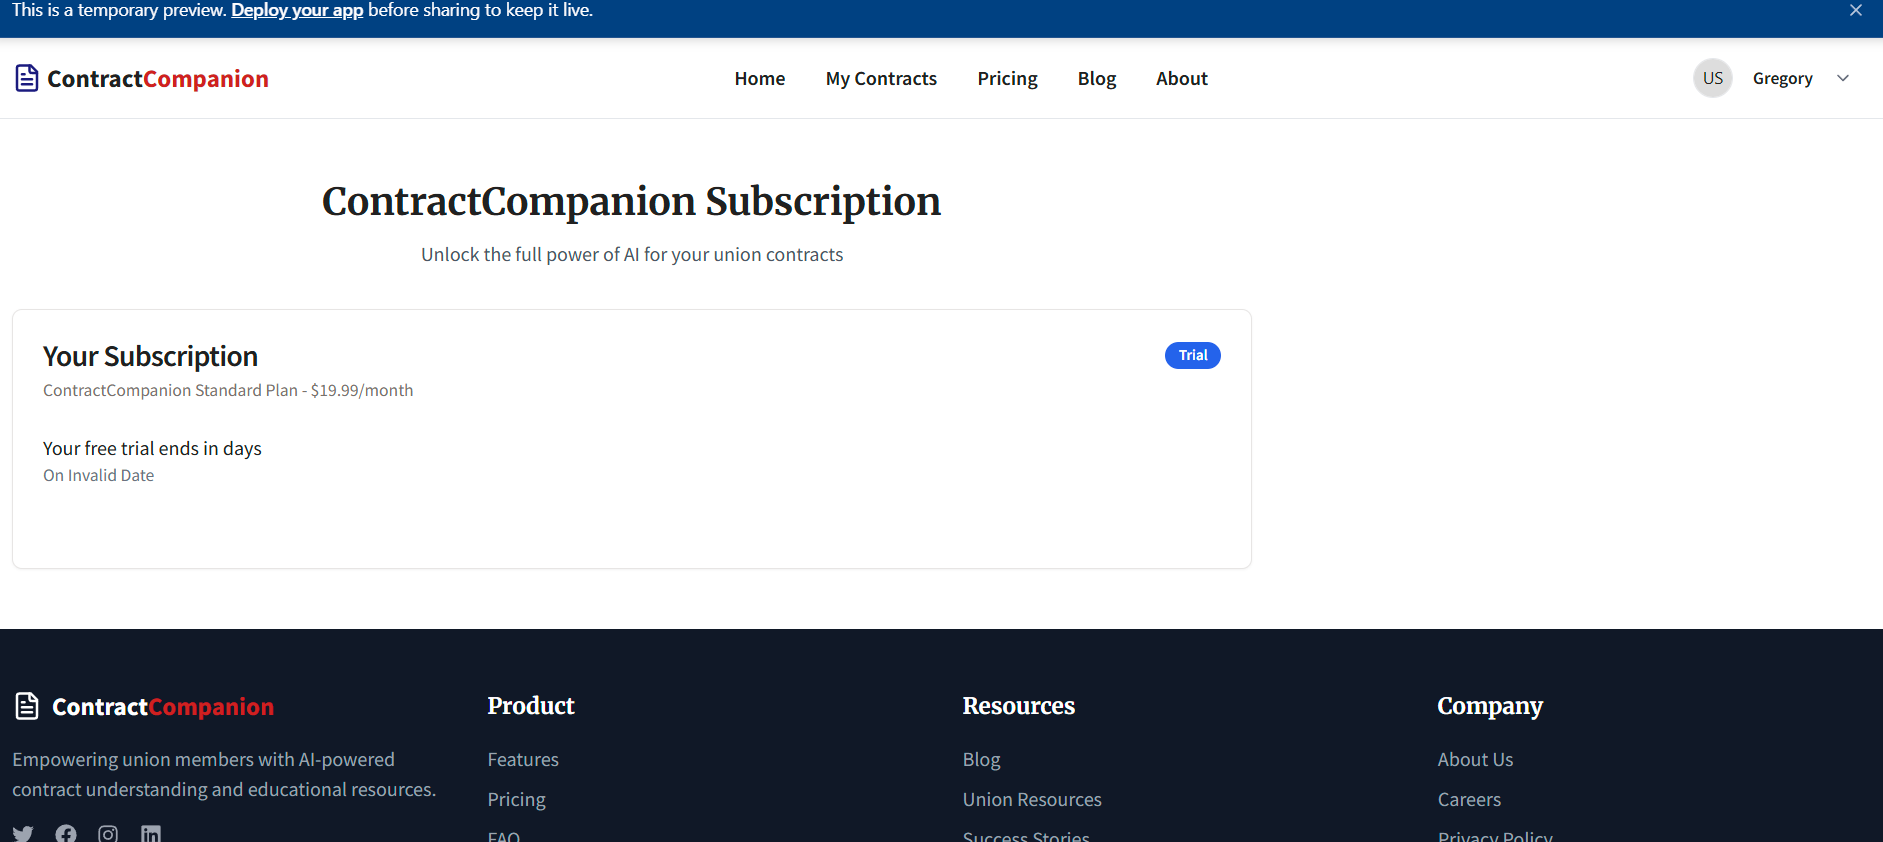 This is a temporary preview. Deploy your app before sharing to keep it live.
ContractCompanion
Home
My Contracts
Pricing
Blog
About
US
Gregory
ContractCompanion Subscription
Unlock the full power of AI for your union contracts
Your Subscription
Trial
ContractCompanion Standard Plan - $19.99/month
Your free trial ends in days
On Invalid Date
ContractCompanion
Empowering union members with AI-powered
contract understanding and educational resources.
Product
Features
Pricing
FAQ
Resources
Blog
Union Resources
Success Stories
Company
About Us
Careers
Privacy Policy